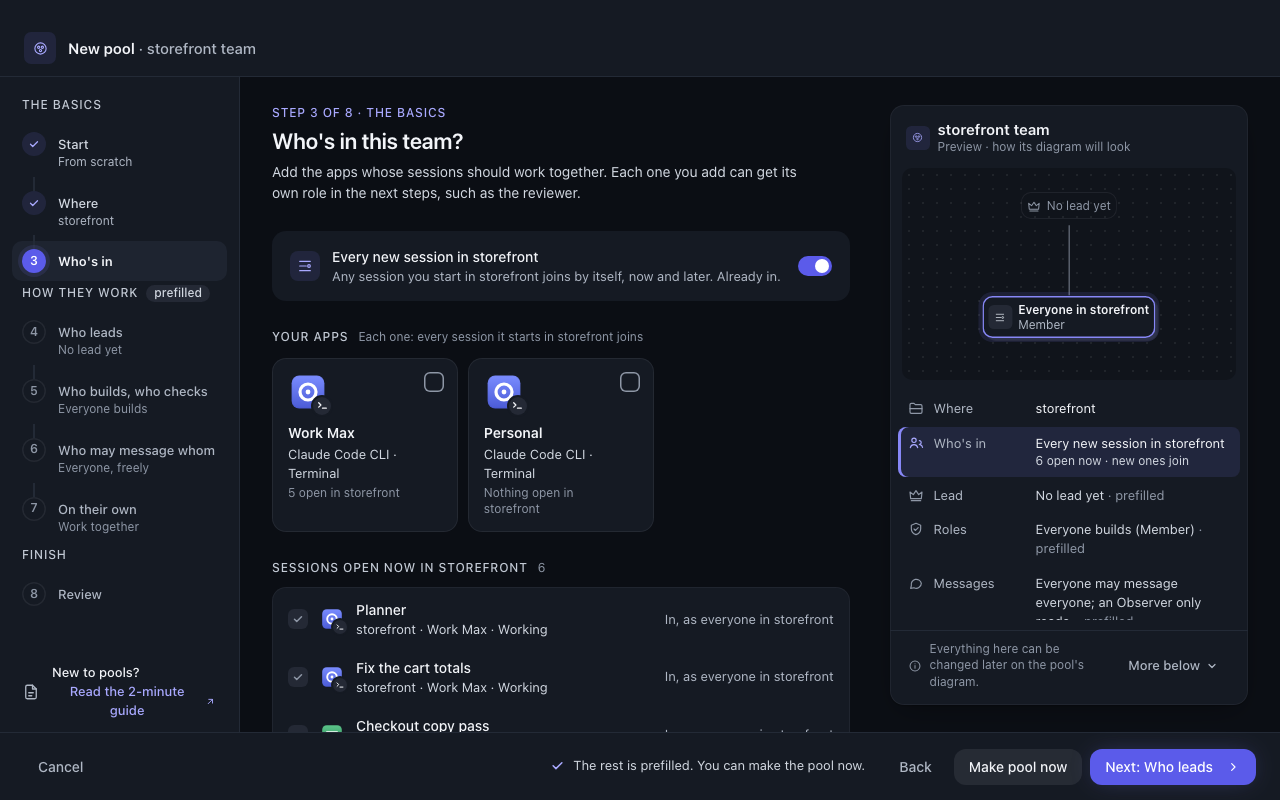 New pool · storefront team
THE BASICS
Start
From scratch
Where
storefront
3
Who's in
HOW THEY WORK
prefilled
4
Who leads
No lead yet
5
Who builds, who checks
Everyone builds
6
Who may message whom
Everyone, freely
7
On their own
Work together
FINISH
8
Review
New to pools?
Read the 2-minute
guide
STEP 3 OF 8 · THE BASICS
Who's in this team?
Add the apps whose sessions should work together. Each one you add can get its
own role in the next steps, such as the reviewer.
Every new session in storefront
Any session you start in storefront joins by itself, now and later. Already in.
YOUR APPS
Each one: every session it starts in storefront joins
Work Max
Claude Code CLI ·
Terminal
5 open in storefront
Personal
Claude Code CLI ·
Terminal
Nothing open in
storefront
SESSIONS OPEN NOW IN STOREFRONT 6
Planner
storefront · Work Max · Working
In, as everyone in storefront
Fix the cart totals
storefront · Work Max · Working
In, as everyone in storefront
Checkout copy pass
storefront team
Preview · how its diagram will look
No lead yet
Everyone in storefront
Member
Where
storefront
Who's in
Every new session in storefront
6 open now · new ones join
Lead
No lead yet · prefilled
Roles
Everyone builds (Member) ·
prefilled
Messages
Everyone may message
everyone; an Observer only
Everything here can be
changed later on the pool's
diagram.
More below
Cancel
The rest is prefilled. You can make the pool now.
Back
Make pool now
Next: Who leads